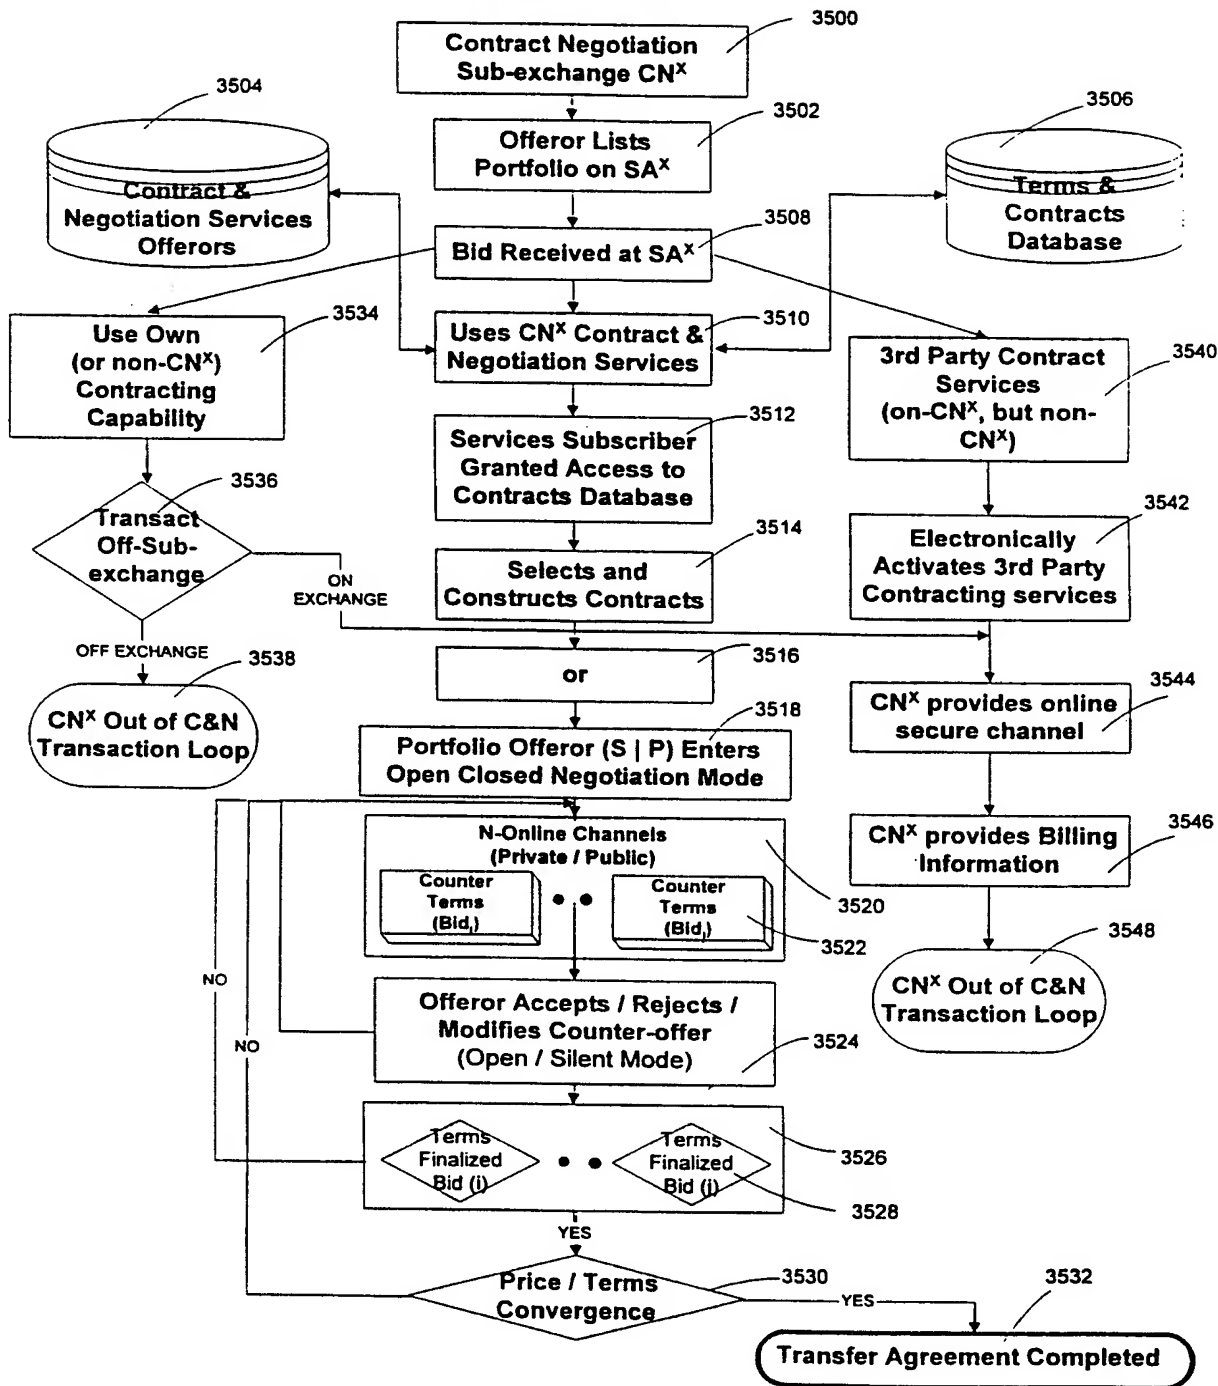 3500
Contract Negotiation
Sub-exchange CNX
3504
3502
3506
Offeror Lists
Portfolio on SAX
Contract &
Negotiation Services
Offerors
Terms &
Contracts
Database
3508
Bid Received at SAX
3534
Use Own
(or non-CNX)
Contracting
Capability
3510
Uses CNX Contract &
Negotiation Services
3540
3rd Party Contract
Services
(on-CNX, but non-
CNX)
3512
Services Subscriber
Granted Access to
Contracts Database
3536
Transact
Off-Sub-
exchange
ON
EXCHANGE
OFF EXCHANGE
3514
Selects and
Constructs Contracts
3542
Electronically
Activates 3rd Party
Contracting services
3538
CNX Out of C&N
Transaction Loop
3516
or
3544
CNX provides online
secure channel
3518
Portfolio Offeror (S | P) Enters
Open Closed Negotiation Mode
N-Online Channels
(Private / Public)
Counter
Terms
(Bidi)
Counter
Terms
(Bidj)
3520
3522
3546
CNX provides Billing
Information
3548
CNX Out of C&N
Transaction Loop
NO
NO
Offeror Accepts / Rejects /
Modifies Counter-offer
(Open / Silent Mode)
3524
Terms
Finalized
Bid (i)
Terms
Finalized
Bid (j)
3526
3528
YES
Price / Terms
Convergence
3530
YES
3532
Transfer Agreement Completed